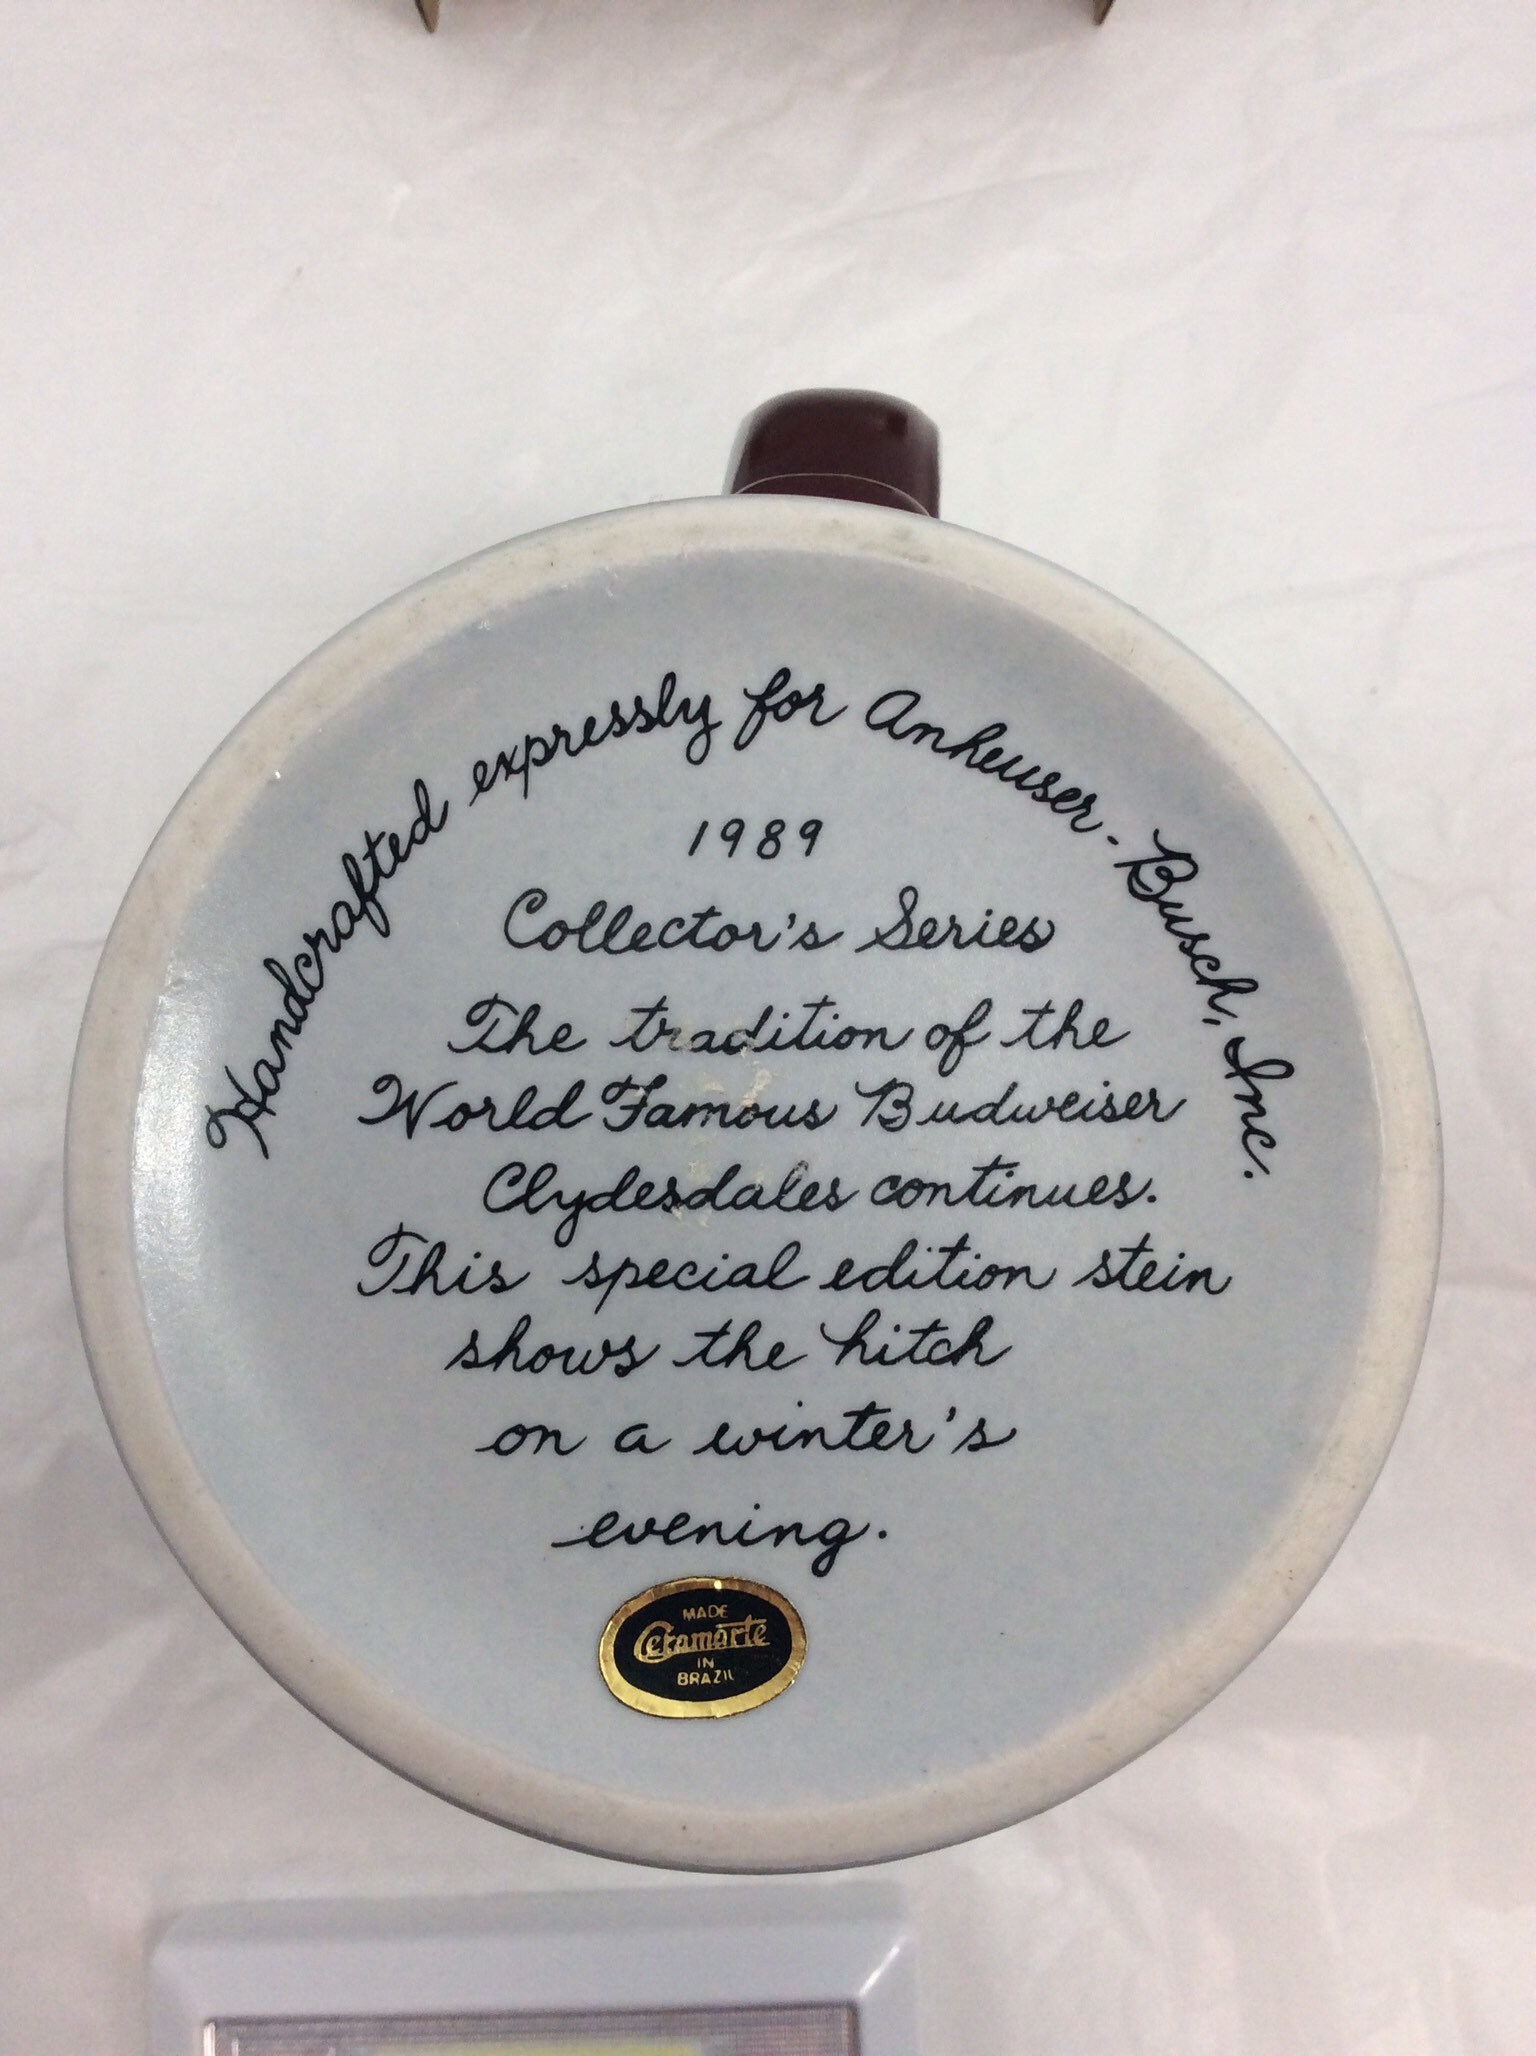 Handcrafted expressly for Anheuser-Busch, Inc.
1989
Collector's Series
The tradition of the
World Famous Budweiser
Clydesdales continues.
This special edition stein
shows the hitch
on a winter's
evening.
MADE
Ceramarte
IN
BRAZIL